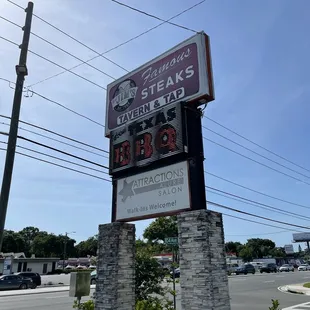 Famous
STEAKS
TAVERN & TAP
TEXAS
BBQ
ATTRACTIONS
SALON
Walk-ins Welcome!